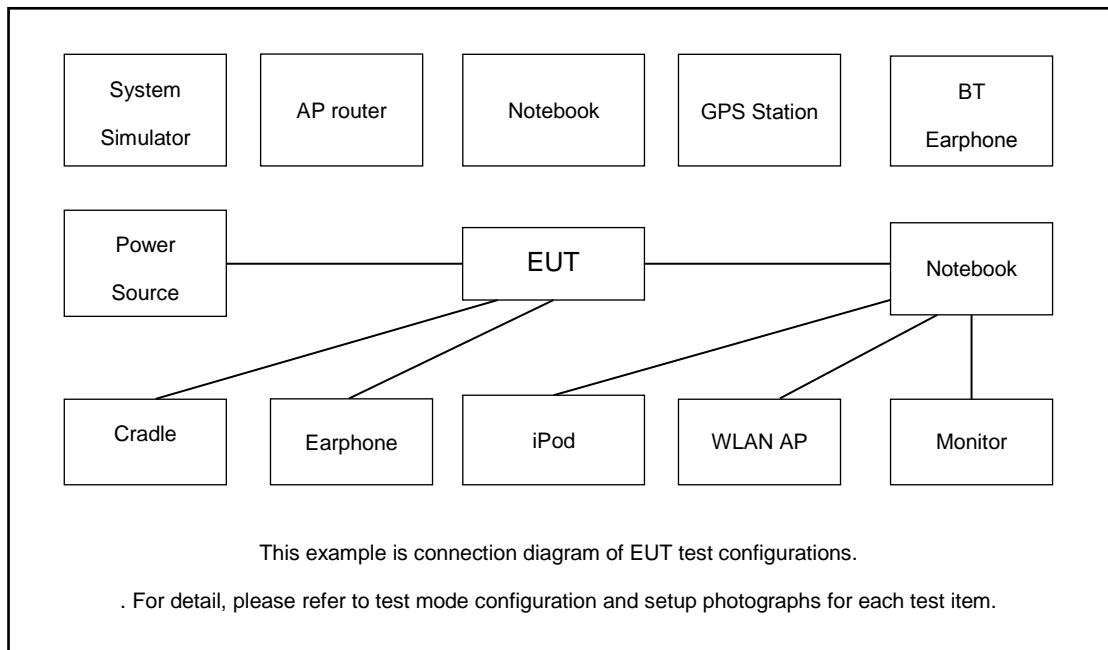 System
Simulator
AP router
Notebook
GPS Station
BT
Earphone
Power
Source
EUT
Notebook
Cradle
Earphone
iPod
WLAN AP
Monitor
This example is connection diagram of EUT test configurations.
. For detail, please refer to test mode configuration and setup photographs for each test item.